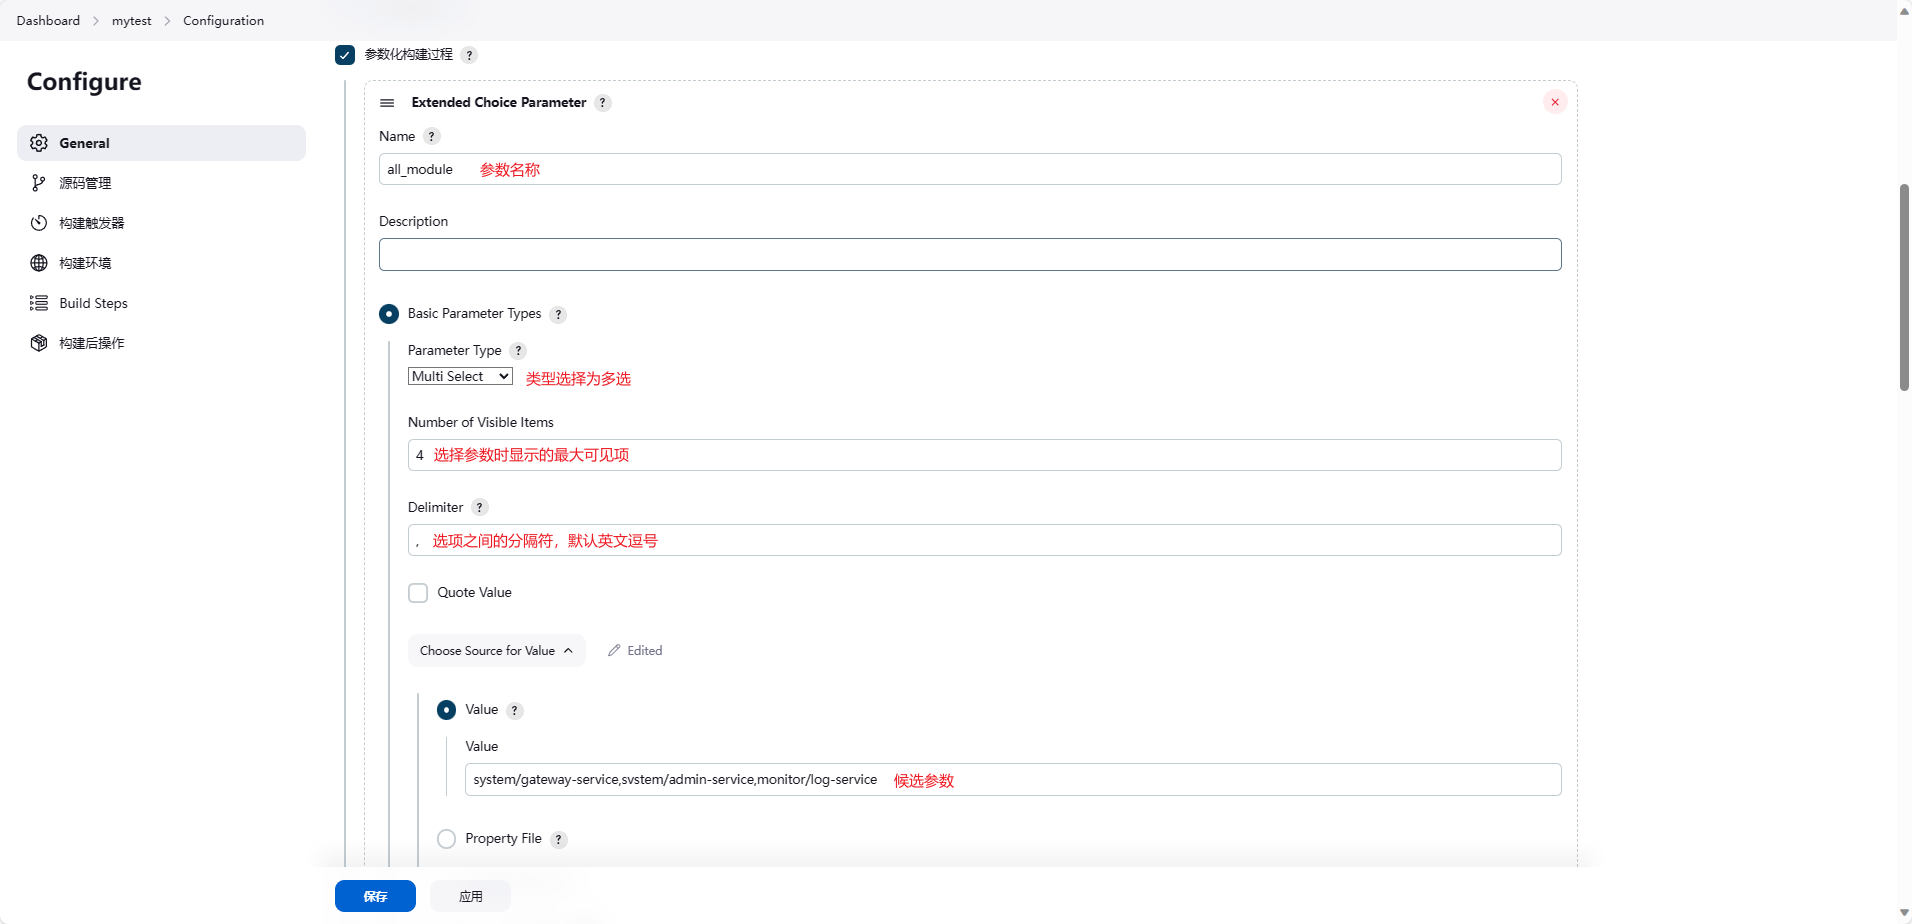 Dashboard > mytest > Configuration
Configure
General
源码管理
构建触发器
构建环境
Build Steps
构建后操作
参数化构建过程 ?
Extended Choice Parameter ?
Name ?
all_module 参数名称
Description
Basic Parameter Types ?
Parameter Type ?
Multi Select 类型选择为多选
Number of Visible Items
4 选择参数时显示的最大可见项
Delimiter ?
, 选项之间的分隔符，默认英文逗号
Quote Value
Choose Source for Value Edited
Value ?
Value
system/gateway-service,svstem/admin-service,monitor/log-service 候选参数
Property File ?
保存 应用